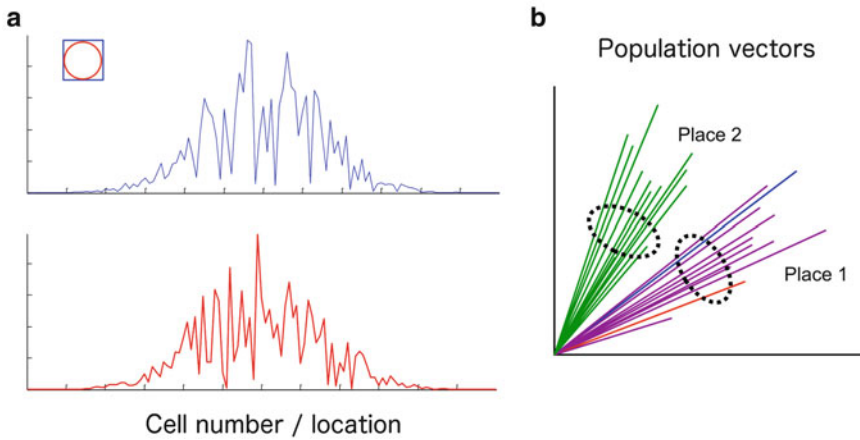 a
b
Population vectors
Place 2
Place 1
Cell number / location